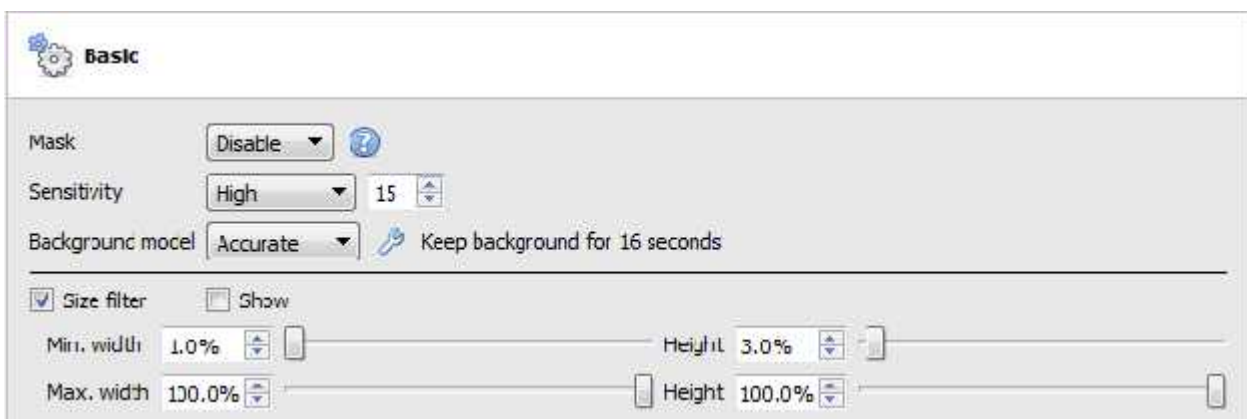 Basic
Mask Disable ?
Sensitivity High 15
Background model Accurate Keep background for 16 seconds
Size filter Show
Min. width 1.0% Height 3.0%
Max. width 100.0% Height 100.0%